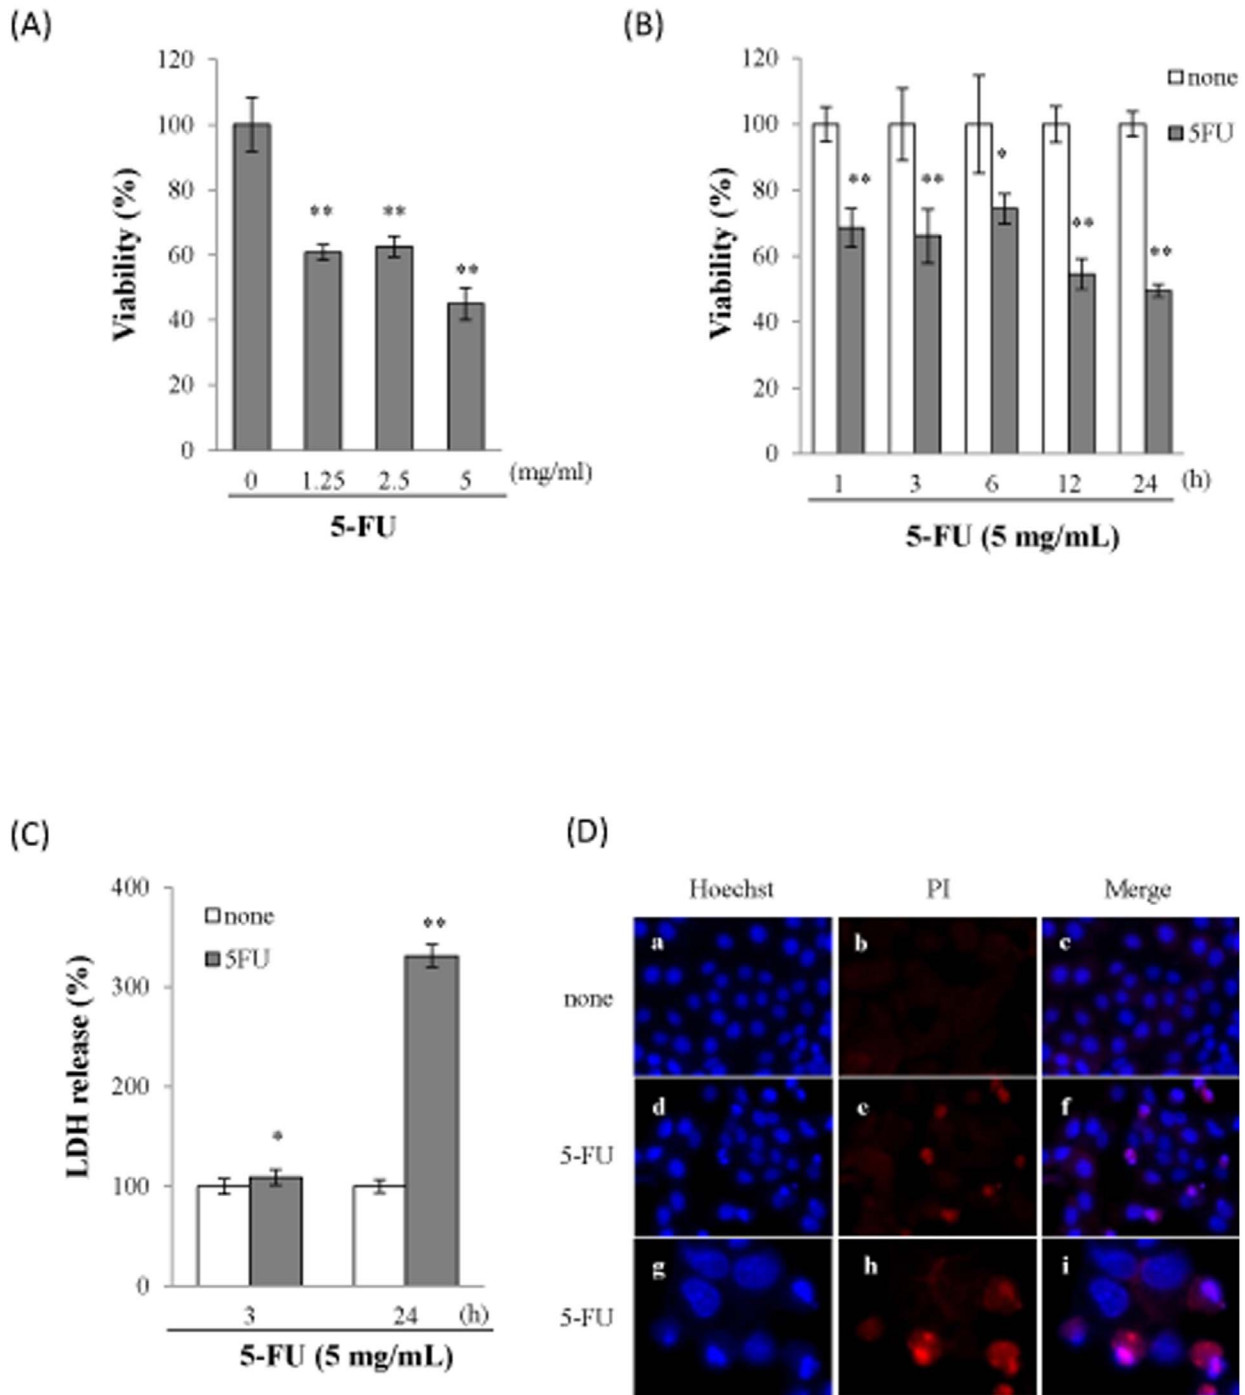 (A)
120
100
80
60
40
20
0
Viability (%)
**
**
**
0 1.25 2.5 5 (mg/ml)
5-FU
(B)
120
100
80
60
40
20
0
Viability (%)
none
5FU
**
**
*
**
**
1 3 6 12 24 (h)
5-FU (5 mg/mL)
(C)
400
300
200
100
0
LDH release (%)
none
5FU
*
**
3 24 (h)
5-FU (5 mg/mL)
(D)
Hoechst PI Merge
none
a b c
5-FU
d e f
5-FU
g h i